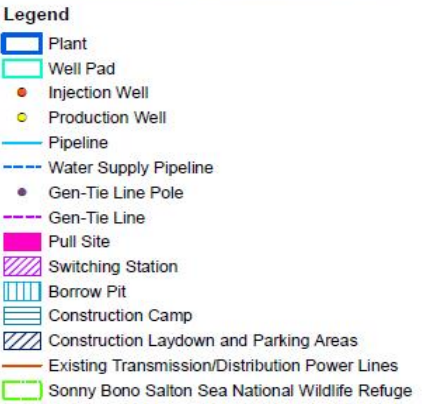 Legend
Plant
Well Pad
Injection Well
Production Well
Pipeline
Water Supply Pipeline
Gen-Tie Line Pole
Gen-Tie Line
Pull Site
Switching Station
Borrow Pit
Construction Camp
Construction Laydown and Parking Areas
Existing Transmission/Distribution Power Lines
Sonny Bono Salton Sea National Wildlife Refuge